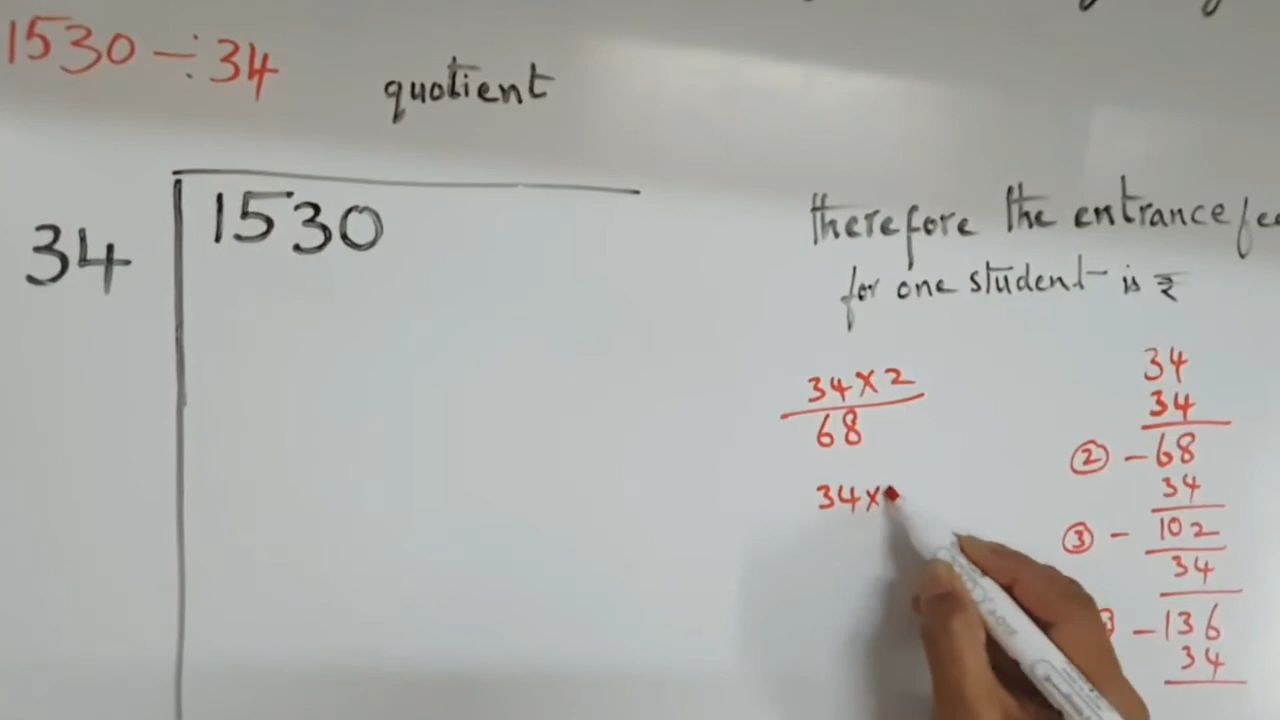 1530 ÷ 34
quotient
34 1530
therefore the entrance fee
for one student is ₹
34 × 2
68
34 ×
34
34
② - 68
34
③ - 102
34
- 136
34